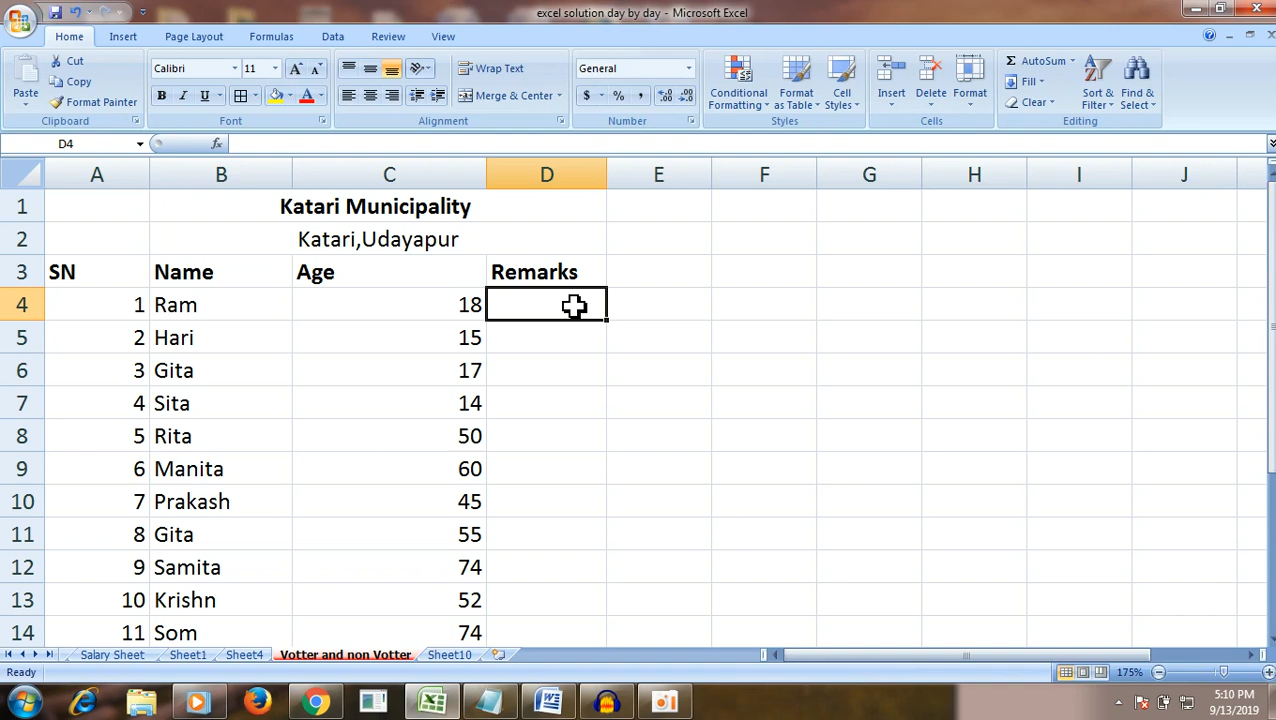 excel solution day by day - Microsoft Excel
Home Insert Page Layout Formulas Data Review View
Paste Cut Copy Format Painter Clipboard
Calibri 11 B I U A Font
Wrap Text Merge & Center Alignment
General $ % , Number
Conditional Formatting Format as Table Cell Styles Styles
Insert Delete Format Cells
Σ AutoSum Fill Clear Sort & Filter Find & Select Editing
D4 fx
A B C D E F G H I J
1 Katari Municipality
2 Katari,Udayapur
3 SN Name Age Remarks
4 1 Ram 18
5 2 Hari 15
6 3 Gita 17
7 4 Sita 14
8 5 Rita 50
9 6 Manita 60
10 7 Prakash 45
11 8 Gita 55
12 9 Samita 74
13 10 Krishn 52
14 11 Som 74
Salary Sheet Sheet1 Sheet4 Votter and non Votter Sheet10
Ready 175%
5:10 PM
9/13/2019